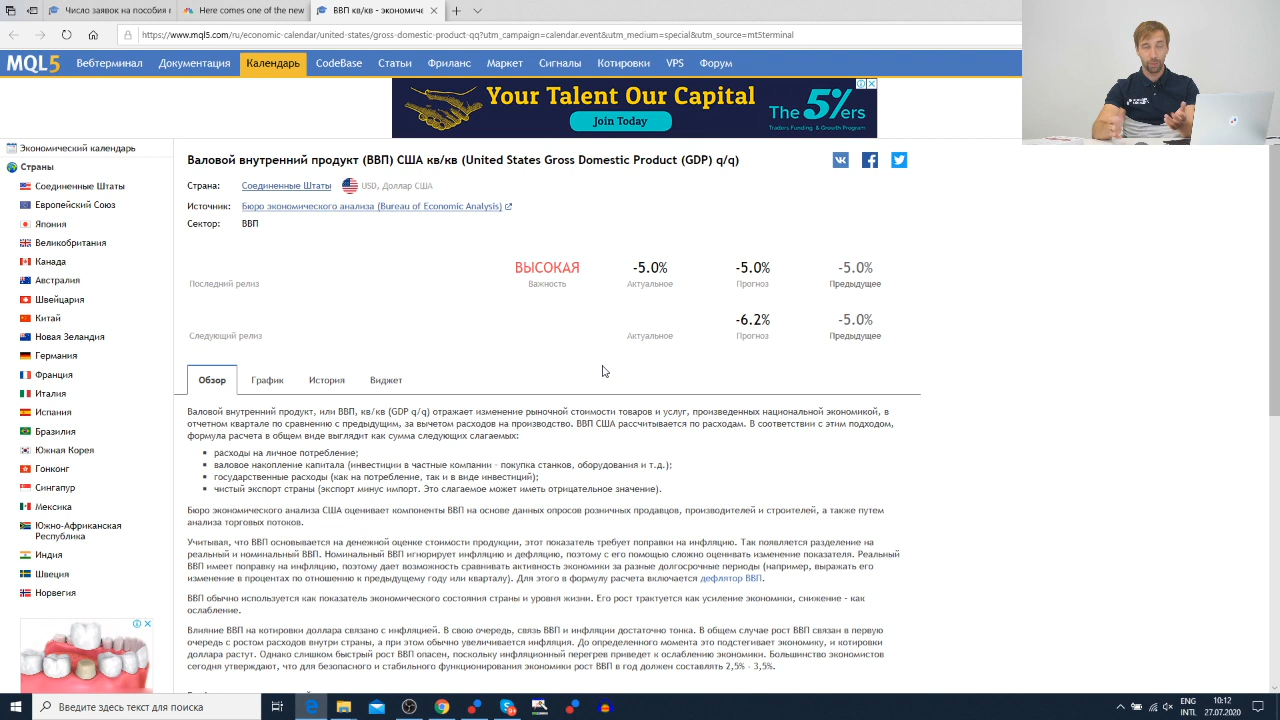 Заявки на пособия п
ВВП кв/кв - экономи
https://www.mql5.com/ru/economic-calendar/united-states/gross-domestic-product-qq?utm_campaign=calendar.event&utm_medium=special&utm_source=mt5terminal
MQL5 Вебтерминал Документация Календарь CodeBase Статьи Фриланс Маркет Сигналы Котировки VPS Форум
Your Talent Our Capital
Join Today
The 5%ers
Traders Funding & Growth Program
Экономический календарь
Страны
Соединенные Штаты
Европейский Союз
Япония
Великобритания
Канада
Австралия
Швейцария
Китай
Новая Зеландия
Германия
Франция
Италия
Испания
Бразилия
Южная Корея
Гонконг
Сингапур
Мексика
Южно-Африканская
Республика
Индия
Швеция
Норвегия
Валовой внутренний продукт (ВВП) США кв/кв (United States Gross Domestic Product (GDP) q/q)
Страна: Соединенные Штаты USD, Доллар США
Источник: Бюро экономического анализа (Bureau of Economic Analysis)
Сектор: ВВП
ВЫСОКАЯ -5.0% -5.0% -5.0%
Последний релиз Важность Актуальное Прогноз Предыдущее
-6.2% -5.0%
Следующий релиз Актуальное Прогноз Предыдущее
Обзор График История Виджет
Валовой внутренний продукт, или ВВП, кв/кв (GDP q/q) отражает изменение рыночной стоимости товаров и услуг, произведенных национальной экономикой, в
отчетном квартале по сравнению с предыдущим, за вычетом расходов на производство. ВВП США рассчитывается по расходам. В соответствии с этим подходом,
формула расчета в общем виде выглядит как сумма следующих слагаемых:
расходы на личное потребление;
валовое накопление капитала (инвестиции в частные компании - покупка станков, оборудования и т.д.);
государственные расходы (как на потребление, так и в виде инвестиций);
чистый экспорт страны (экспорт минус импорт. Это слагаемое может иметь отрицательное значение).
Бюро экономического анализа США оценивает компоненты ВВП на основе данных опросов розничных продавцов, производителей и строителей, а также путем
анализа торговых потоков.
Учитывая, что ВВП основывается на денежной оценке стоимости продукции, этот показатель требует поправки на инфляцию. Так появляется разделение на
реальный и номинальный ВВП. Номинальный ВВП игнорирует инфляцию и дефляцию, поэтому с его помощью сложно оценивать изменение показателя. Реальный
ВВП имеет поправку на инфляцию, поэтому дает возможность сравнивать активность экономики за разные долгосрочные периоды (например, выражать его
изменение в процентах по отношению к предыдущему году или кварталу). Для этого в формулу расчета включается дефлятор ВВП.
ВВП обычно используется как показатель экономического состояния страны и уровня жизни. Его рост трактуется как усиление экономики, снижение - как
ослабление.
Влияние ВВП на котировки доллара связано с инфляцией. В свою очередь, связь ВВП и инфляции достаточно тонка. В общем случае рост ВВП связан в первую
очередь с ростом расходов внутри страны, а при этом обычно увеличивается инфляция. До определенного момента это подстегивает экономику, и котировки
доллара растут. Однако слишком быстрый рост ВВП опасен, поскольку инфляционный перегрев приведет к ослаблению экономики. Большинство экономистов
сегодня утверждают, что для безопасного и стабильного функционирования экономики рост ВВП в год должен составлять 2,5% - 3,5%.
Введите здесь текст для поиска
ENG
INTL
10:12
27.07.2020